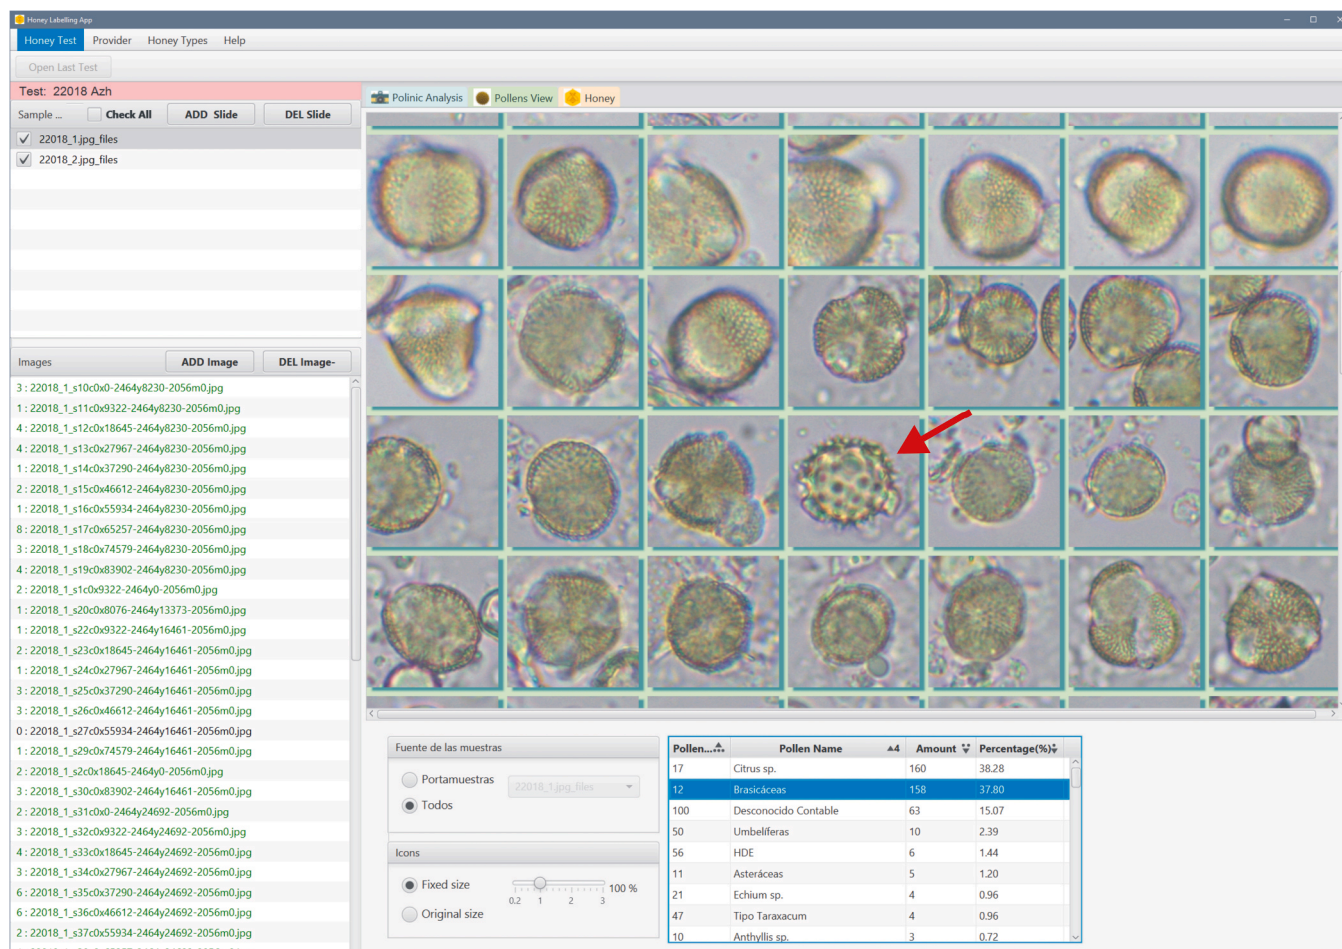 Honey Labelling App
Honey Test Provider Honey Types Help
Open Last Test
Test: 22018 Azh
Sample ... Check All ADD Slide DEL Slide
22018_1.jpg_files
22018_2.jpg_files
Images ADD Image DEL Image-
3 : 22018_1_s10c0x0-2464y8230-2056m0.jpg
1 : 22018_1_s11c0x9322-2464y8230-2056m0.jpg
4 : 22018_1_s12c0x18645-2464y8230-2056m0.jpg
4 : 22018_1_s13c0x27967-2464y8230-2056m0.jpg
1 : 22018_1_s14c0x37290-2464y8230-2056m0.jpg
2 : 22018_1_s15c0x46612-2464y8230-2056m0.jpg
1 : 22018_1_s16c0x55934-2464y8230-2056m0.jpg
8 : 22018_1_s17c0x65257-2464y8230-2056m0.jpg
3 : 22018_1_s18c0x74579-2464y8230-2056m0.jpg
4 : 22018_1_s19c0x83902-2464y8230-2056m0.jpg
2 : 22018_1_s1c0x9322-2464y0-2056m0.jpg
1 : 22018_1_s20c0x8076-2464y13373-2056m0.jpg
1 : 22018_1_s22c0x9322-2464y16461-2056m0.jpg
2 : 22018_1_s23c0x18645-2464y16461-2056m0.jpg
1 : 22018_1_s24c0x27967-2464y16461-2056m0.jpg
3 : 22018_1_s25c0x37290-2464y16461-2056m0.jpg
3 : 22018_1_s26c0x46612-2464y16461-2056m0.jpg
0 : 22018_1_s27c0x55934-2464y16461-2056m0.jpg
1 : 22018_1_s29c0x74579-2464y16461-2056m0.jpg
2 : 22018_1_s2c0x18645-2464y0-2056m0.jpg
3 : 22018_1_s30c0x83902-2464y16461-2056m0.jpg
2 : 22018_1_s31c0x0-2464y24692-2056m0.jpg
3 : 22018_1_s32c0x9322-2464y24692-2056m0.jpg
4 : 22018_1_s33c0x18645-2464y24692-2056m0.jpg
3 : 22018_1_s34c0x27967-2464y24692-2056m0.jpg
6 : 22018_1_s35c0x37290-2464y24692-2056m0.jpg
6 : 22018_1_s36c0x46612-2464y24692-2056m0.jpg
2 : 22018_1_s37c0x55934-2464y24692-2056m0.jpg
Polinic Analysis Pollens View Honey
Fuente de las muestras
Portamuestras 22018_1.jpg_files
Todos
Icons
Fixed size 100 %
0.2 1 2 3
Original size
Pollen... Pollen Name 4 Amount Percentage(%)
17 Citrus sp. 160 38.28
12 Brasicáceas 158 37.80
100 Desconocido Contable 63 15.07
50 Umbelíferas 10 2.39
56 HDE 6 1.44
11 Asteráceas 5 1.20
21 Echium sp. 4 0.96
47 Tipo Taraxacum 4 0.96
10 Anthyllis sp. 3 0.72